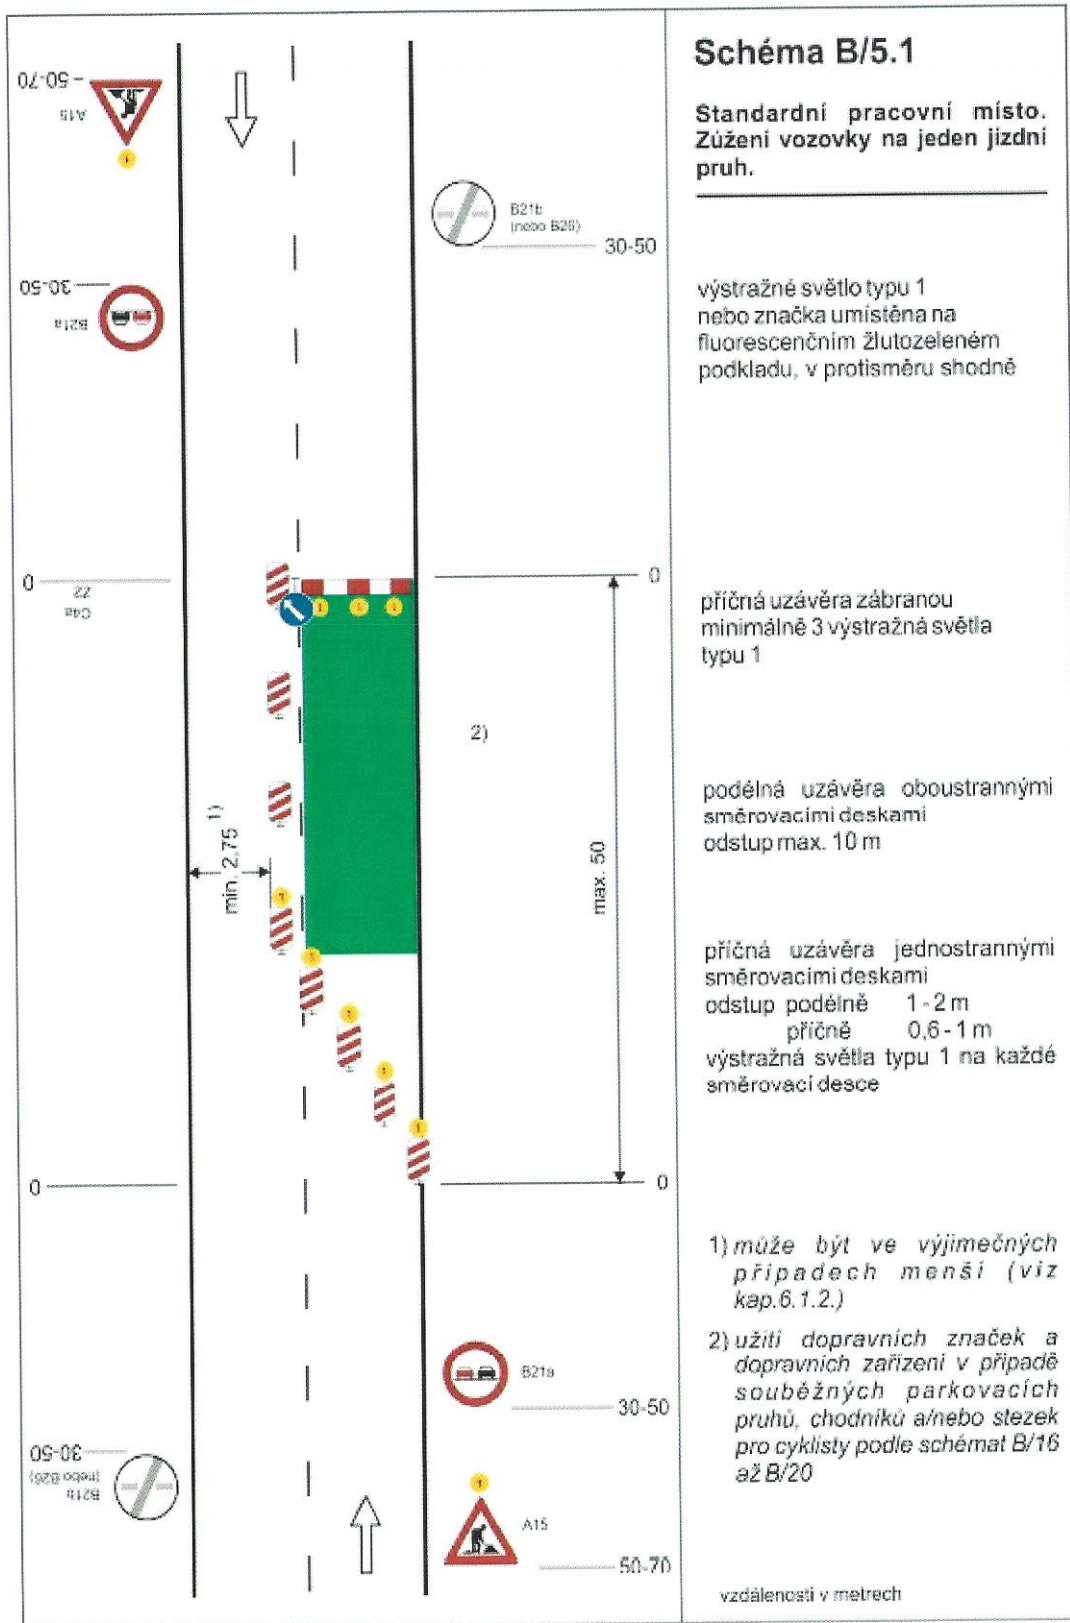 Schéma B/5.1
Standardní pracovní místo.
Zúžení vozovky na jeden jízdní
pruh.
50-70
A15
B21b
(nebo B26)
30-50
30-50
B21a
výstražné světlo typu 1
nebo značka umístěna na
fluorescenčním žlutozeleném
podkladu, v protisměru shodně
0
Z2
C4a
0
1
1
1
příčná uzávěra zábranou
minimálně 3 výstražná světla
typu 1
2)
min. 2,75 1)
max. 50
podélná uzávěra oboustrannými
směrovacími deskami
odstup max. 10 m
příčná uzávěra jednostrannými
směrovacími deskami
odstup podélně 1-2 m
příčně 0,6-1 m
výstražná světla typu 1 na každé
směrovací desce
0
0
1) může být ve výjimečných
případech menší (viz
kap.6.1.2.)
2) užití dopravních značek a
dopravních zařízení v případě
souběžných parkovacích
pruhů, chodníků a/nebo stezek
pro cyklisty podle schémat B/16
až B/20
B21a
30-50
30-50
B21b
(nebo B26)
1
A15
50-70
vzdálenosti v metrech